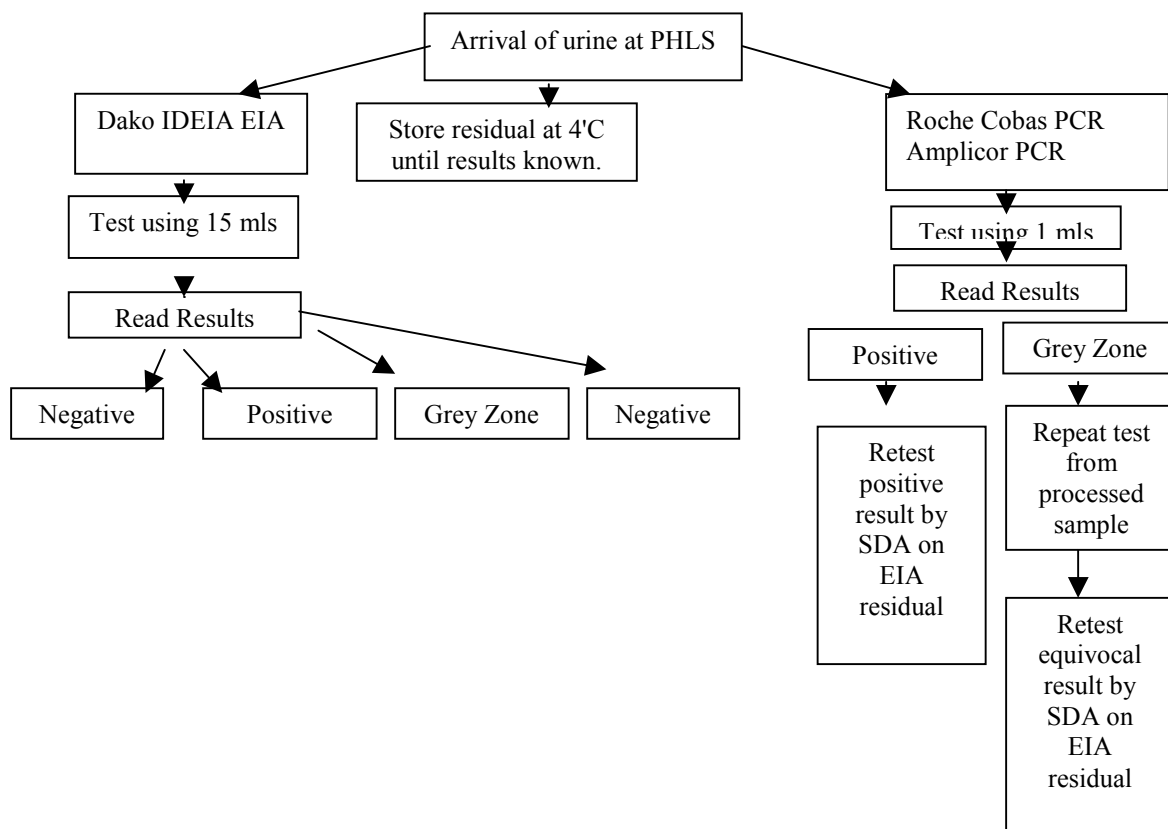 Arrival of urine at PHLS
Dako IDEIA EIA
Store residual at 4'C
until results known.
Roche Cobas PCR
Amplicor PCR
Test using 15 mls
Test using 1 mls
Read Results
Read Results
Positive
Grey Zone
Negative
Positive
Grey Zone
Negative
Retest
positive
result by
SDA on
EIA
residual
Repeat test
from
processed
sample
Retest
equivocal
result by
SDA on
EIA
residual